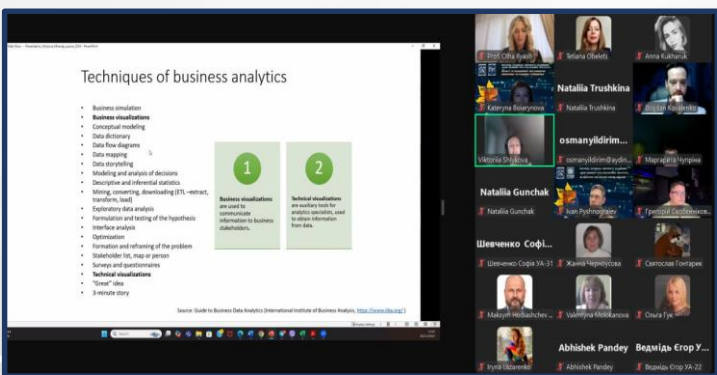 Techniques of business analytics
• Business simulation
• Business visualizations
• Conceptual modeling
• Data dictionary
• Data flow diagrams
• Data mapping
• Data storytelling
• Modeling and analysis of decisions
• Descriptive and inferential statistics
• Mining, converting, downloading (ETL –extract,
transform, load)
• Exploratory data analysis
• Formulation and testing of the hypothesis
• Interface analysis
• Optimization
• Formation and reframing of the problem
• Stakeholder list, map or person
• Surveys and questionnaires
• Technical visualizations
• "Great" idea
• 3-minute story
1
Business visualizations
are used to
communicate
information to business
stakeholders.
2
Technical visualizations
are auxiliary tools for
analytics specialists, used
to obtain information
from data.
Source: Guide to Business Data Analytics (International Institute of Business Analysis, https://www.iiba.org/ )
Prof. Olha Ilyash
Tetiana Obelets
Anna Kukharuk
Kateryna Boiarynova
Nataliia Trushkina
Nataliia Trushkina
Bogdan Kovalenko
Viktoriia Shlykova
osmanyildirim...
osmanyildirim@aydin...
Маргарита Чупріна
Nataliia Gunchak
Nataliia Gunchak
Ivan Pyshnograiev
Григорій Скобєнніков...
Шевченко Софі...
Шевченко Софія УА-31
Жанна Черноусова
Святослав Гонтарек
Maksym Hodiashchev ...
Valentyna Molokanova
Ольга Гук
Iryna Lazarenko
Abhishek Pandey
Abhishek Pandey
Ведмідь Єгор У...
Ведмідь Єгор УА-22